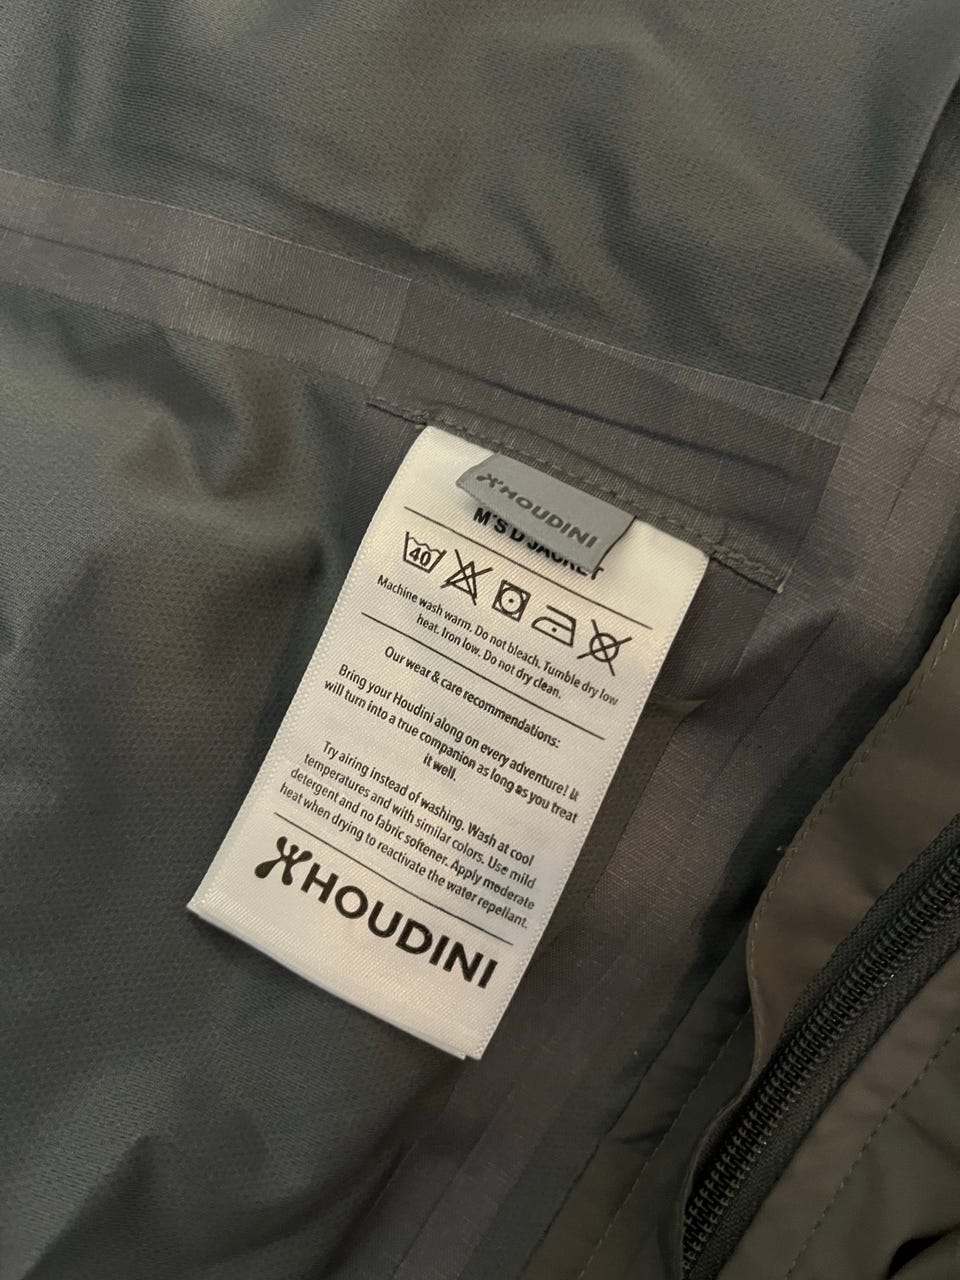 HOUDINI
M'S D JACKET
40
Machine wash warm. Do not bleach. Tumble dry low
heat. Iron low. Do not dry clean.
Our wear & care recommendations:
Bring your Houdini along on every adventure! It
will turn into a true companion as long as you treat
it well.
Try airing instead of washing. Wash at cool
temperatures and with similar colors. Use mild
detergent and no fabric softener. Apply moderate
heat when drying to reactivate the water repellant.
HOUDINI